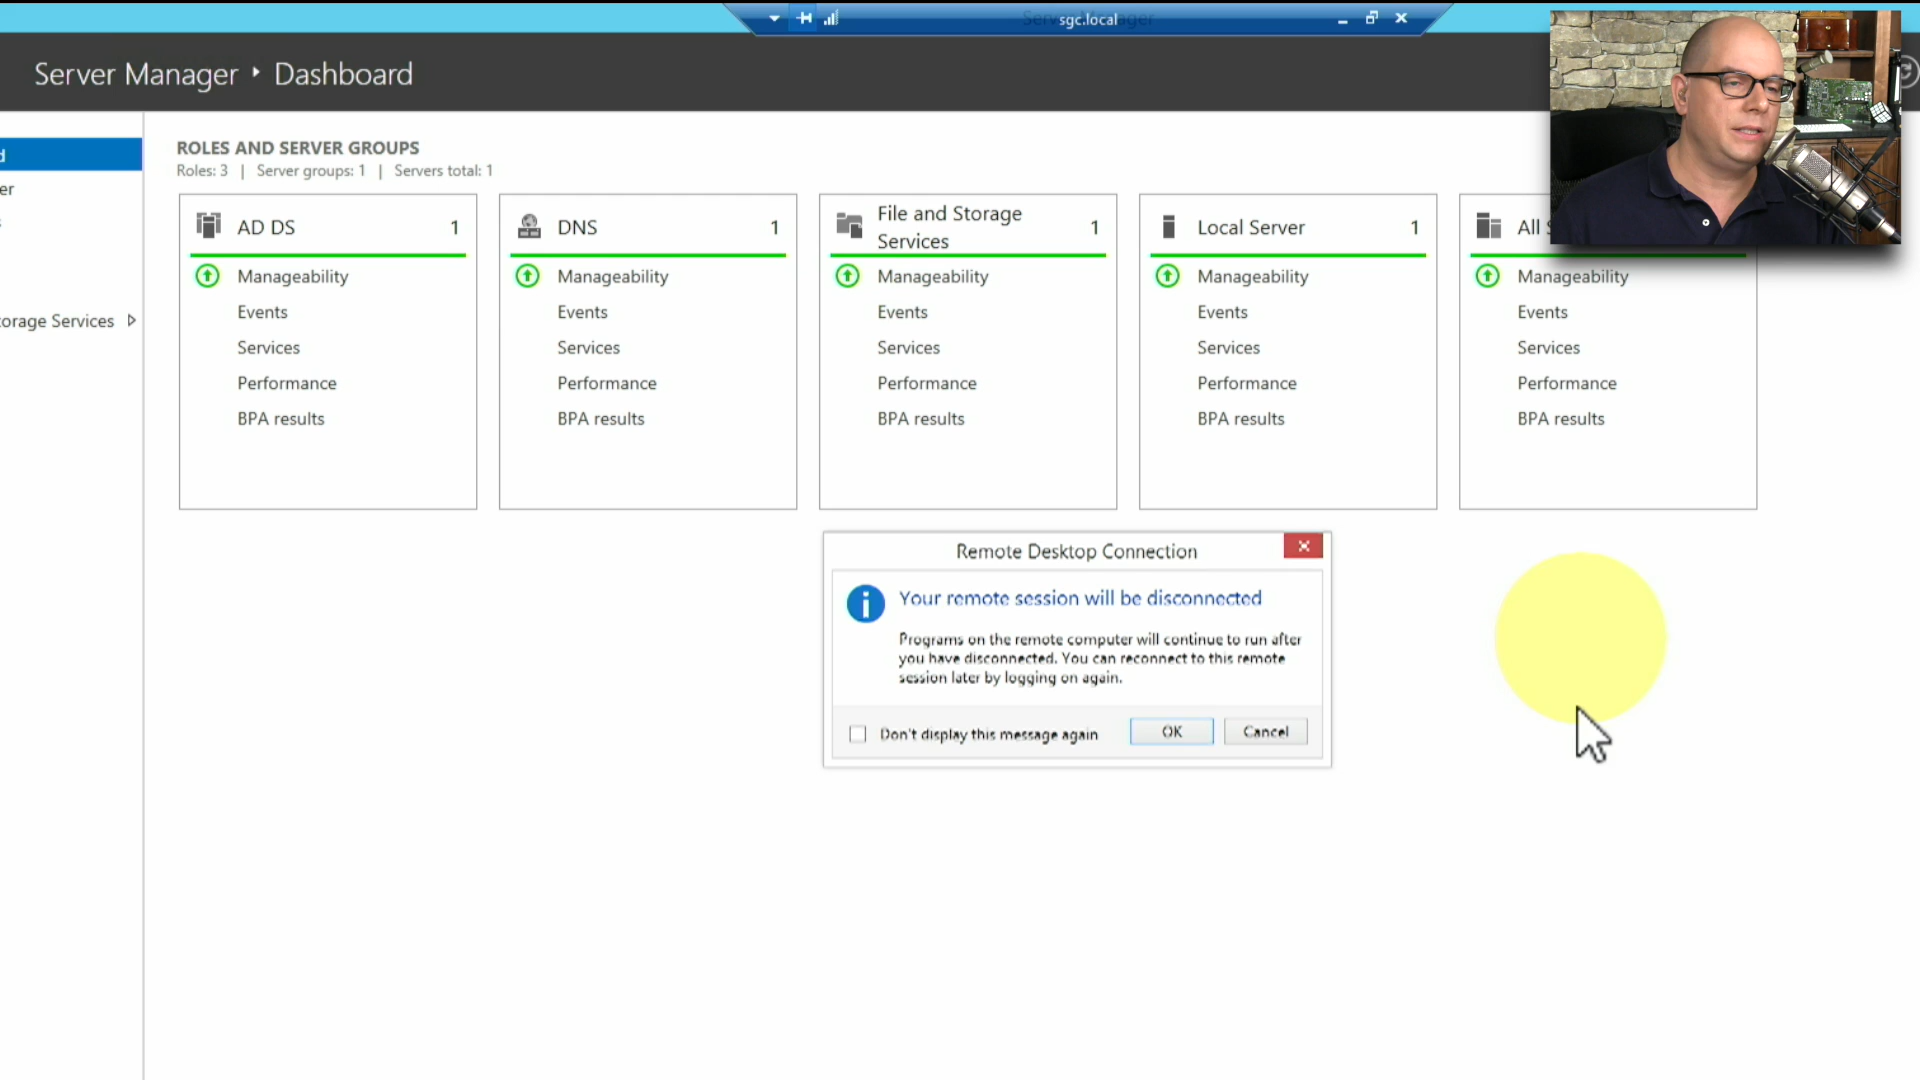 sgc.local
Server Manager ‣ Dashboard
d
er
s
orage Services
ROLES AND SERVER GROUPS
Roles: 3 | Server groups: 1 | Servers total: 1
AD DS 1
Manageability
Events
Services
Performance
BPA results
DNS 1
Manageability
Events
Services
Performance
BPA results
File and Storage
Services 1
Manageability
Events
Services
Performance
BPA results
Local Server 1
Manageability
Events
Services
Performance
BPA results
All
Manageability
Events
Services
Performance
BPA results
Remote Desktop Connection
Your remote session will be disconnected
Programs on the remote computer will continue to run after
you have disconnected. You can reconnect to this remote
session later by logging on again.
Don't display this message again
OK
Cancel